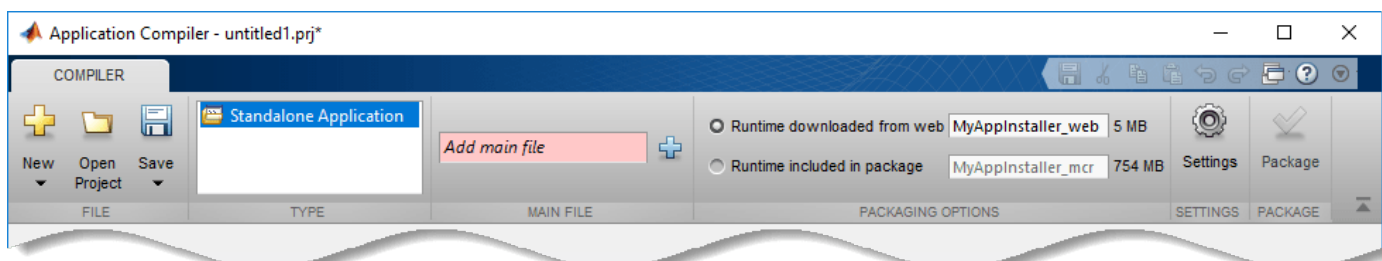 Application Compiler - untitled1.prj*
COMPILER
New
Open Project
Save
FILE
Standalone Application
TYPE
Add main file
MAIN FILE
Runtime downloaded from web MyAppInstaller_web 5 MB
Runtime included in package MyAppInstaller_mcr 754 MB
PACKAGING OPTIONS
Settings
SETTINGS
Package
PACKAGE